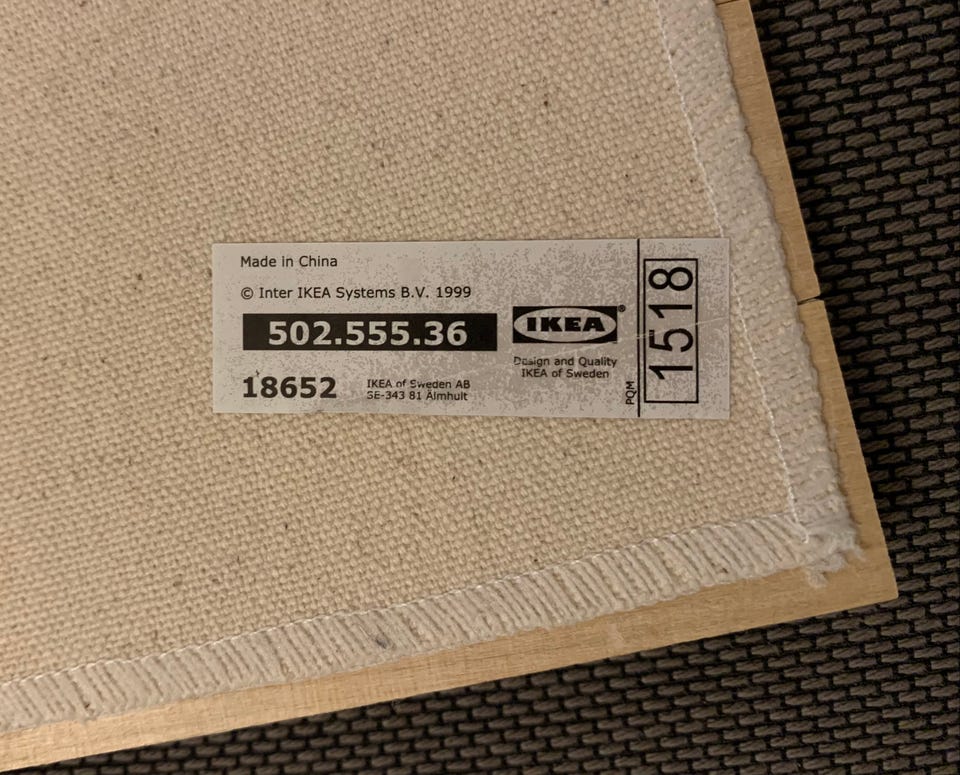 Made in China
© Inter IKEA Systems B.V. 1999
502.555.36
18652
IKEA of Sweden AB
SE-343 81 Älmhult
IKEA®
Design and Quality
IKEA of Sweden
PQM
1518